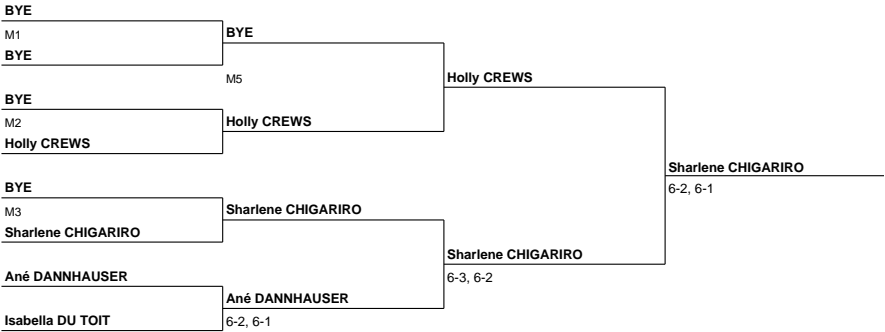 BYE
M1
BYE
BYE
M5
BYE
M2
Holly CREWS
Holly CREWS
Holly CREWS
BYE
M3
Sharlene CHIGARIRO
Sharlene CHIGARIRO
Ané DANNHAUSER
Isabella DU TOIT
Ané DANNHAUSER
6-2, 6-1
Sharlene CHIGARIRO
6-3, 6-2
Sharlene CHIGARIRO
6-2, 6-1